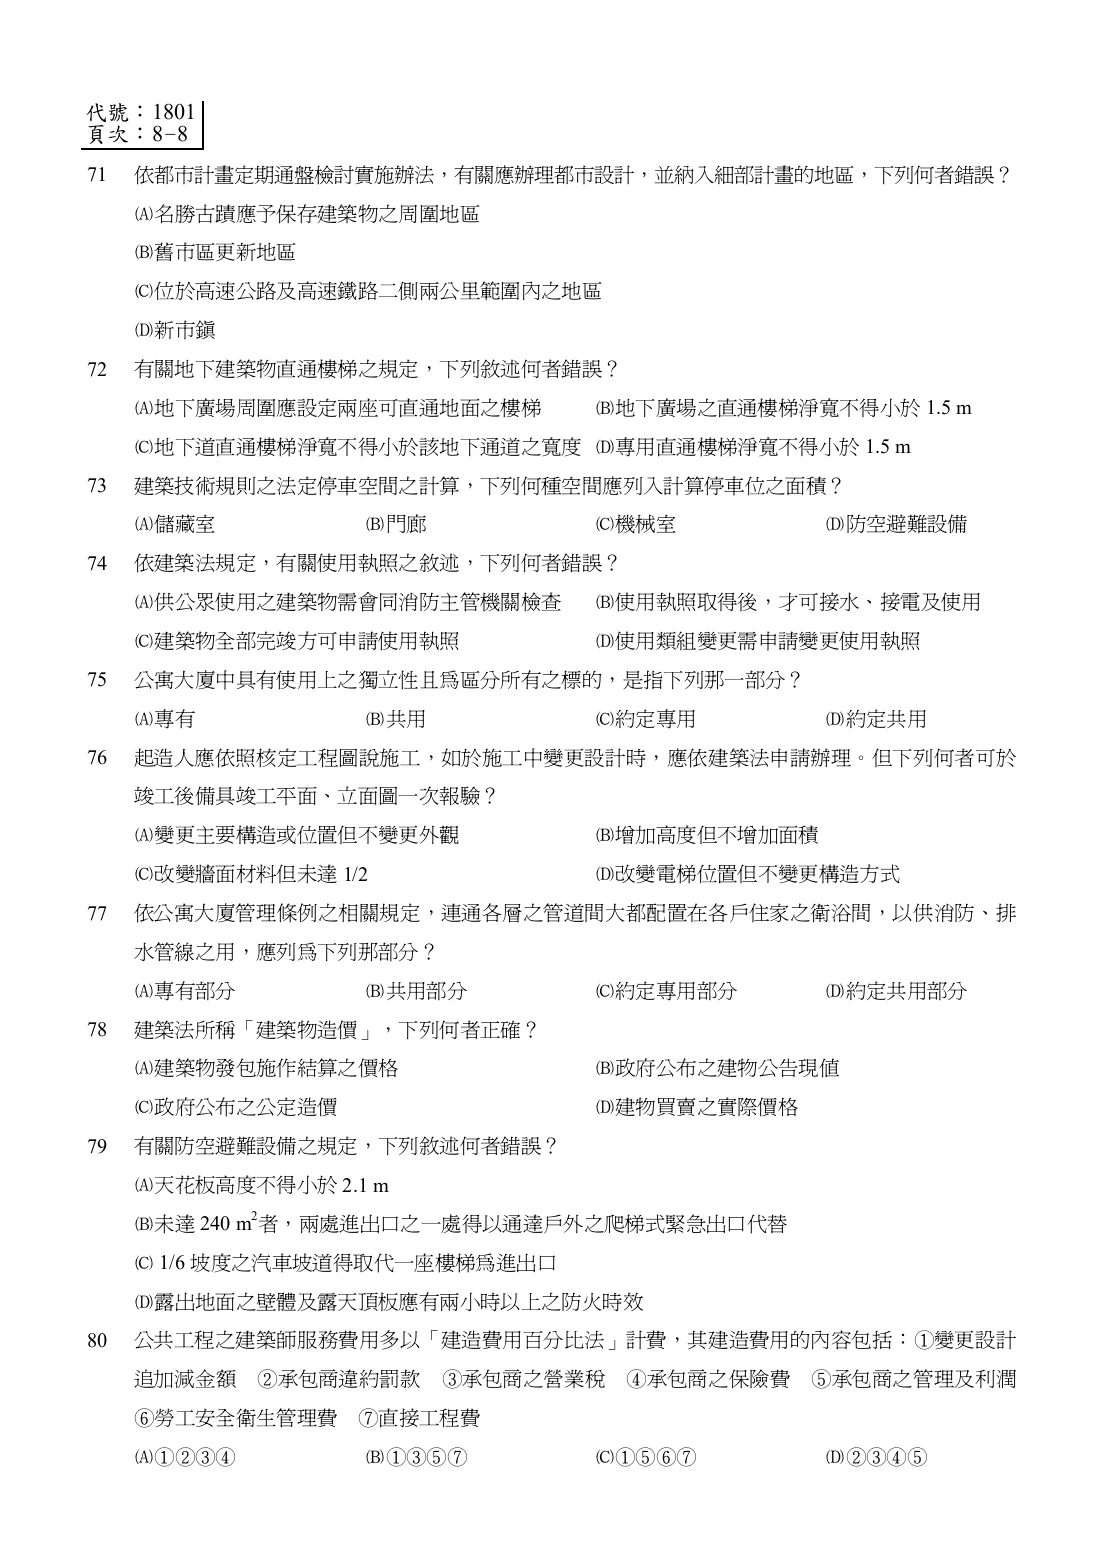 代號：1801
頁次：8-8
71 依都市計畫定期通盤檢討實施辦法，有關應辦理都市設計，並納入細部計畫的地區，下列何者錯誤？
(A)名勝古蹟應予保存建築物之周圍地區
(B)舊市區更新地區
(C)位於高速公路及高速鐵路二側兩公里範圍內之地區
(D)新市鎮
72 有關地下建築物直通樓梯之規定，下列敘述何者錯誤？
(A)地下廣場周圍應設定兩座可直通地面之樓梯 (B)地下廣場之直通樓梯淨寬不得小於 1.5 m
(C)地下道直通樓梯淨寬不得小於該地下通道之寬度 (D)專用直通樓梯淨寬不得小於 1.5 m
73 建築技術規則之法定停車空間之計算，下列何種空間應列入計算停車位之面積？
(A)儲藏室 (B)門廊 (C)機械室 (D)防空避難設備
74 依建築法規定，有關使用執照之敘述，下列何者錯誤？
(A)供公眾使用之建築物需會同消防主管機關檢查 (B)使用執照取得後，才可接水、接電及使用
(C)建築物全部完竣方可申請使用執照 (D)使用類組變更需申請變更使用執照
75 公寓大廈中具有使用上之獨立性且為區分所有之標的，是指下列那一部分？
(A)專有 (B)共用 (C)約定專用 (D)約定共用
76 起造人應依照核定工程圖說施工，如於施工中變更設計時，應依建築法申請辦理。但下列何者可於
竣工後備具竣工平面、立面圖一次報驗？
(A)變更主要構造或位置但不變更外觀 (B)增加高度但不增加面積
(C)改變牆面材料但未達 1/2 (D)改變電梯位置但不變更構造方式
77 依公寓大廈管理條例之相關規定，連通各層之管道間大都配置在各戶住家之衛浴間，以供消防、排
水管線之用，應列為下列那部分？
(A)專有部分 (B)共用部分 (C)約定專用部分 (D)約定共用部分
78 建築法所稱「建築物造價」，下列何者正確？
(A)建築物發包施作結算之價格 (B)政府公布之建物公告現值
(C)政府公布之公定造價 (D)建物買賣之實際價格
79 有關防空避難設備之規定，下列敘述何者錯誤？
(A)天花板高度不得小於 2.1 m
(B)未達 240 m²者，兩處進出口之一處得以通達戶外之爬梯式緊急出口代替
(C) 1/6 坡度之汽車坡道得取代一座樓梯為進出口
(D)露出地面之壁體及露天頂板應有兩小時以上之防火時效
80 公共工程之建築師服務費用多以「建造費用百分比法」計費，其建造費用的內容包括：①變更設計
追加減金額 ②承包商違約罰款 ③承包商之營業稅 ④承包商之保險費 ⑤承包商之管理及利潤
⑥勞工安全衛生管理費 ⑦直接工程費
(A)①②③④ (B)①③⑤⑦ (C)①⑤⑥⑦ (D)②③④⑤